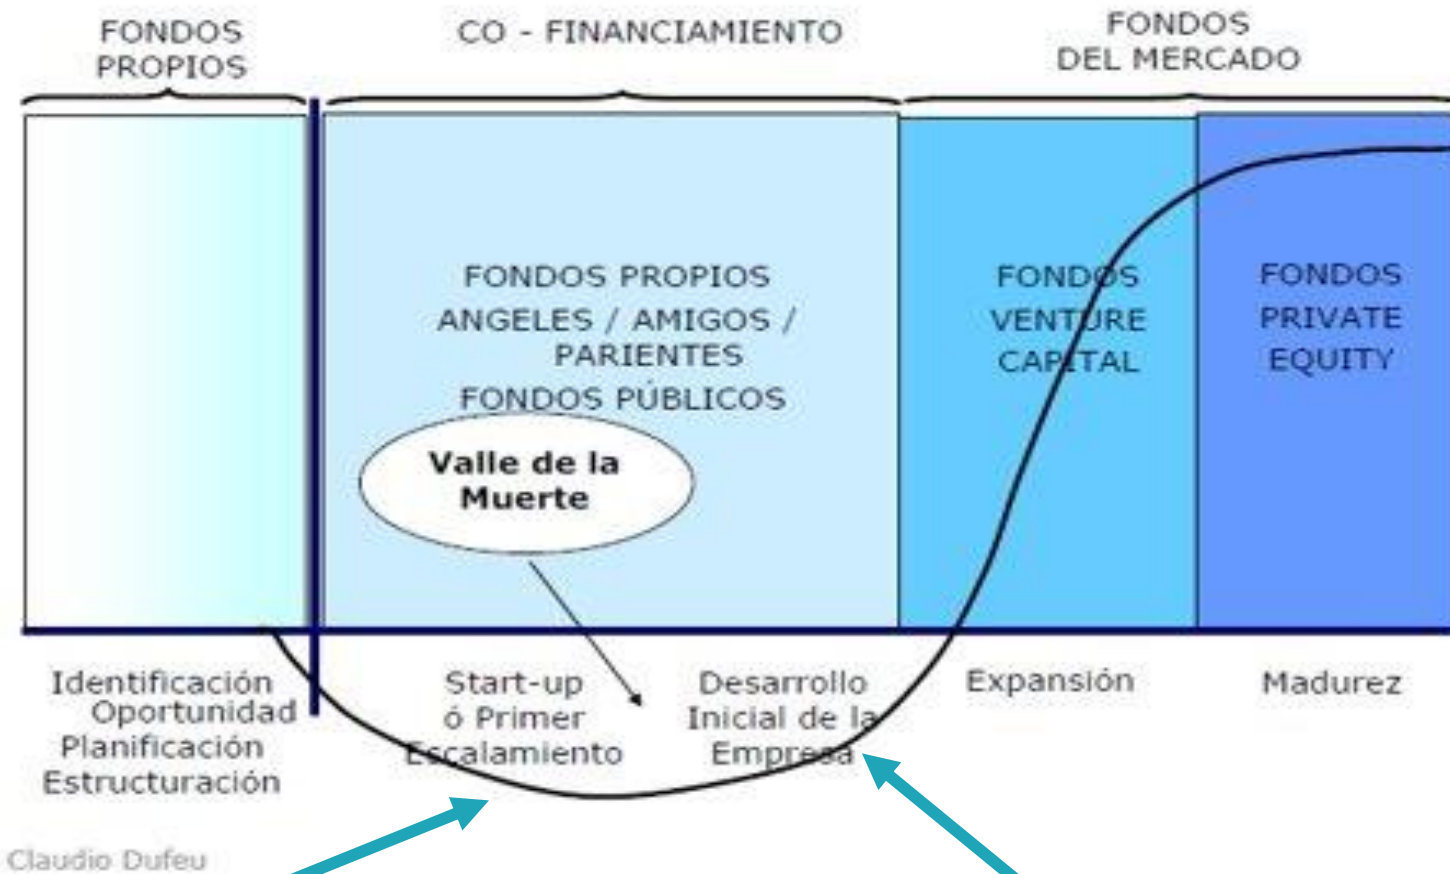 FONDOS
PROPIOS
CO - FINANCIAMIENTO
FONDOS
DEL MERCADO
FONDOS PROPIOS
ANGELES / AMIGOS /
PARIENTES
FONDOS PÚBLICOS
Valle de la
Muerte
FONDOS
VENTURE
CAPITAL
FONDOS
PRIVATE
EQUITY
Identificación
Oportunidad
Planificación
Estructuración
Start-up
ó Primer
Escalamiento
Desarrollo
Inicial de la
Empresa
Expansión
Madurez
Claudio Dufeu